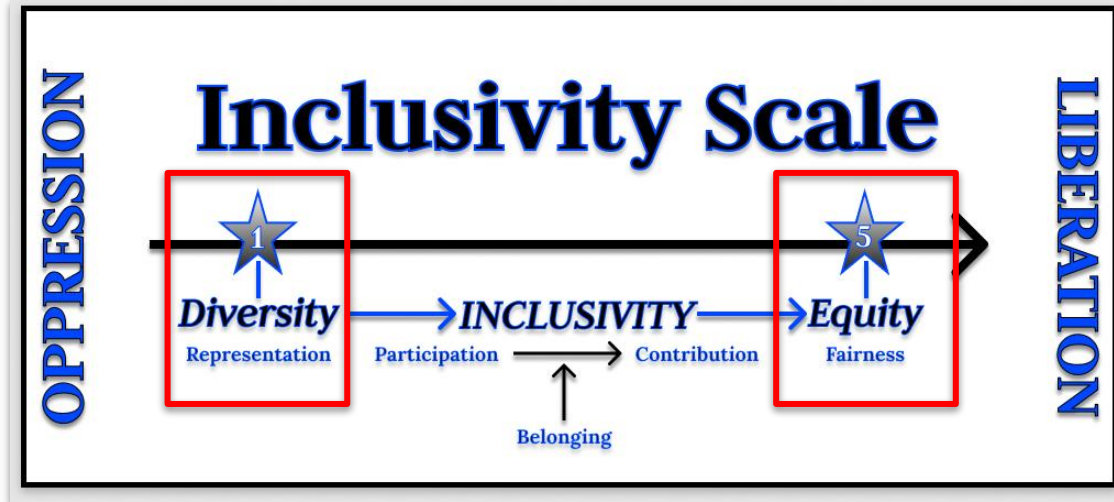 OPPRESSION
Inclusivity Scale
LIBERATION
1
5
Diversity
INCLUSIVITY
Equity
Representation
Participation
Contribution
Fairness
Belonging